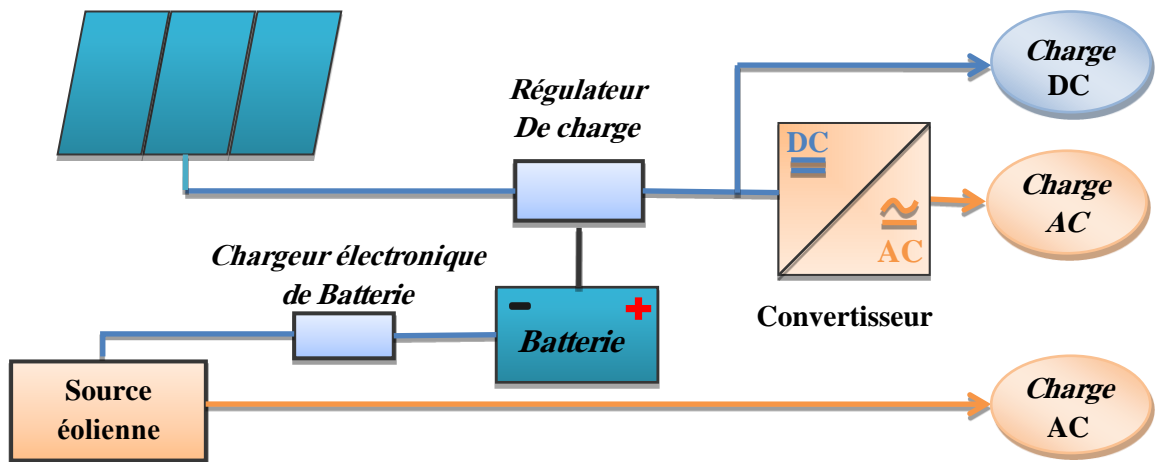 Charge
DC
Régulateur
De charge
DC
Charge
AC
AC
Chargeur électronique
de Batterie
Convertisseur
Batterie
Source
éolienne
Charge
AC